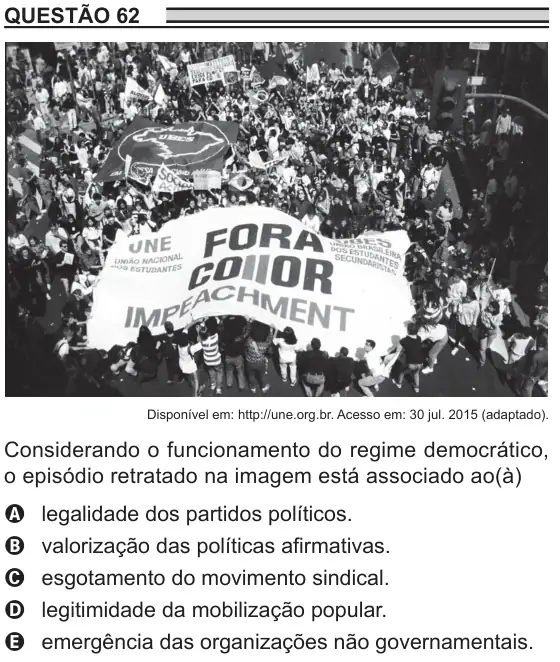 QUESTÃO 62
UBES
UNE
UNIÃO NACIONAL
DOS ESTUDANTES
FORA
COllOR
IMPEACHMENT
UBES
UNIÃO BRASILEIRA
DOS ESTUDANTES
SECUNDARISTAS
Disponível em: http://une.org.br. Acesso em: 30 jul. 2015 (adaptado).
Considerando o funcionamento do regime democrático,
o episódio retratado na imagem está associado ao(à)
A legalidade dos partidos políticos.
B valorização das políticas afirmativas.
C esgotamento do movimento sindical.
D legitimidade da mobilização popular.
E emergência das organizações não governamentais.